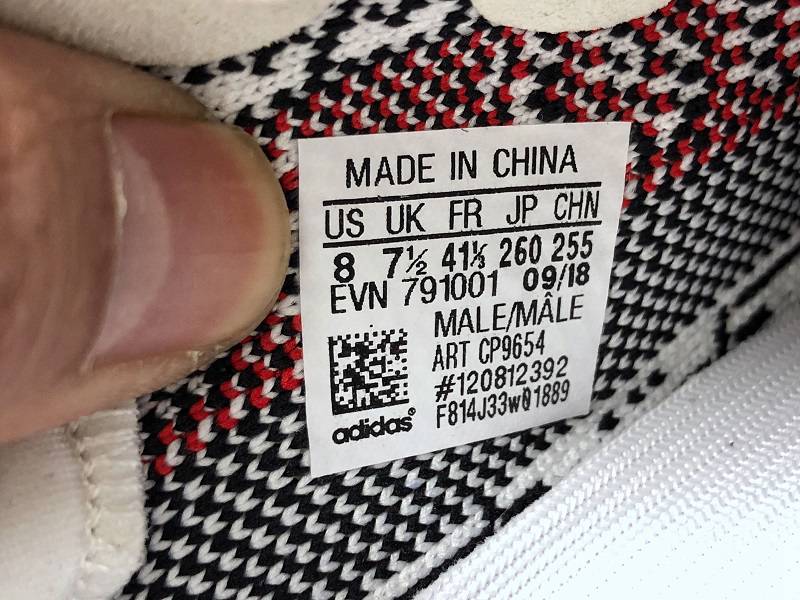 MADE IN CHINA
US UK FR JP CHN
8 7½ 41⅓ 260 255
EVN 791001 09/18
MALE/MÂLE
ART CP9654
#120812392
F814J33w01889
adidas®